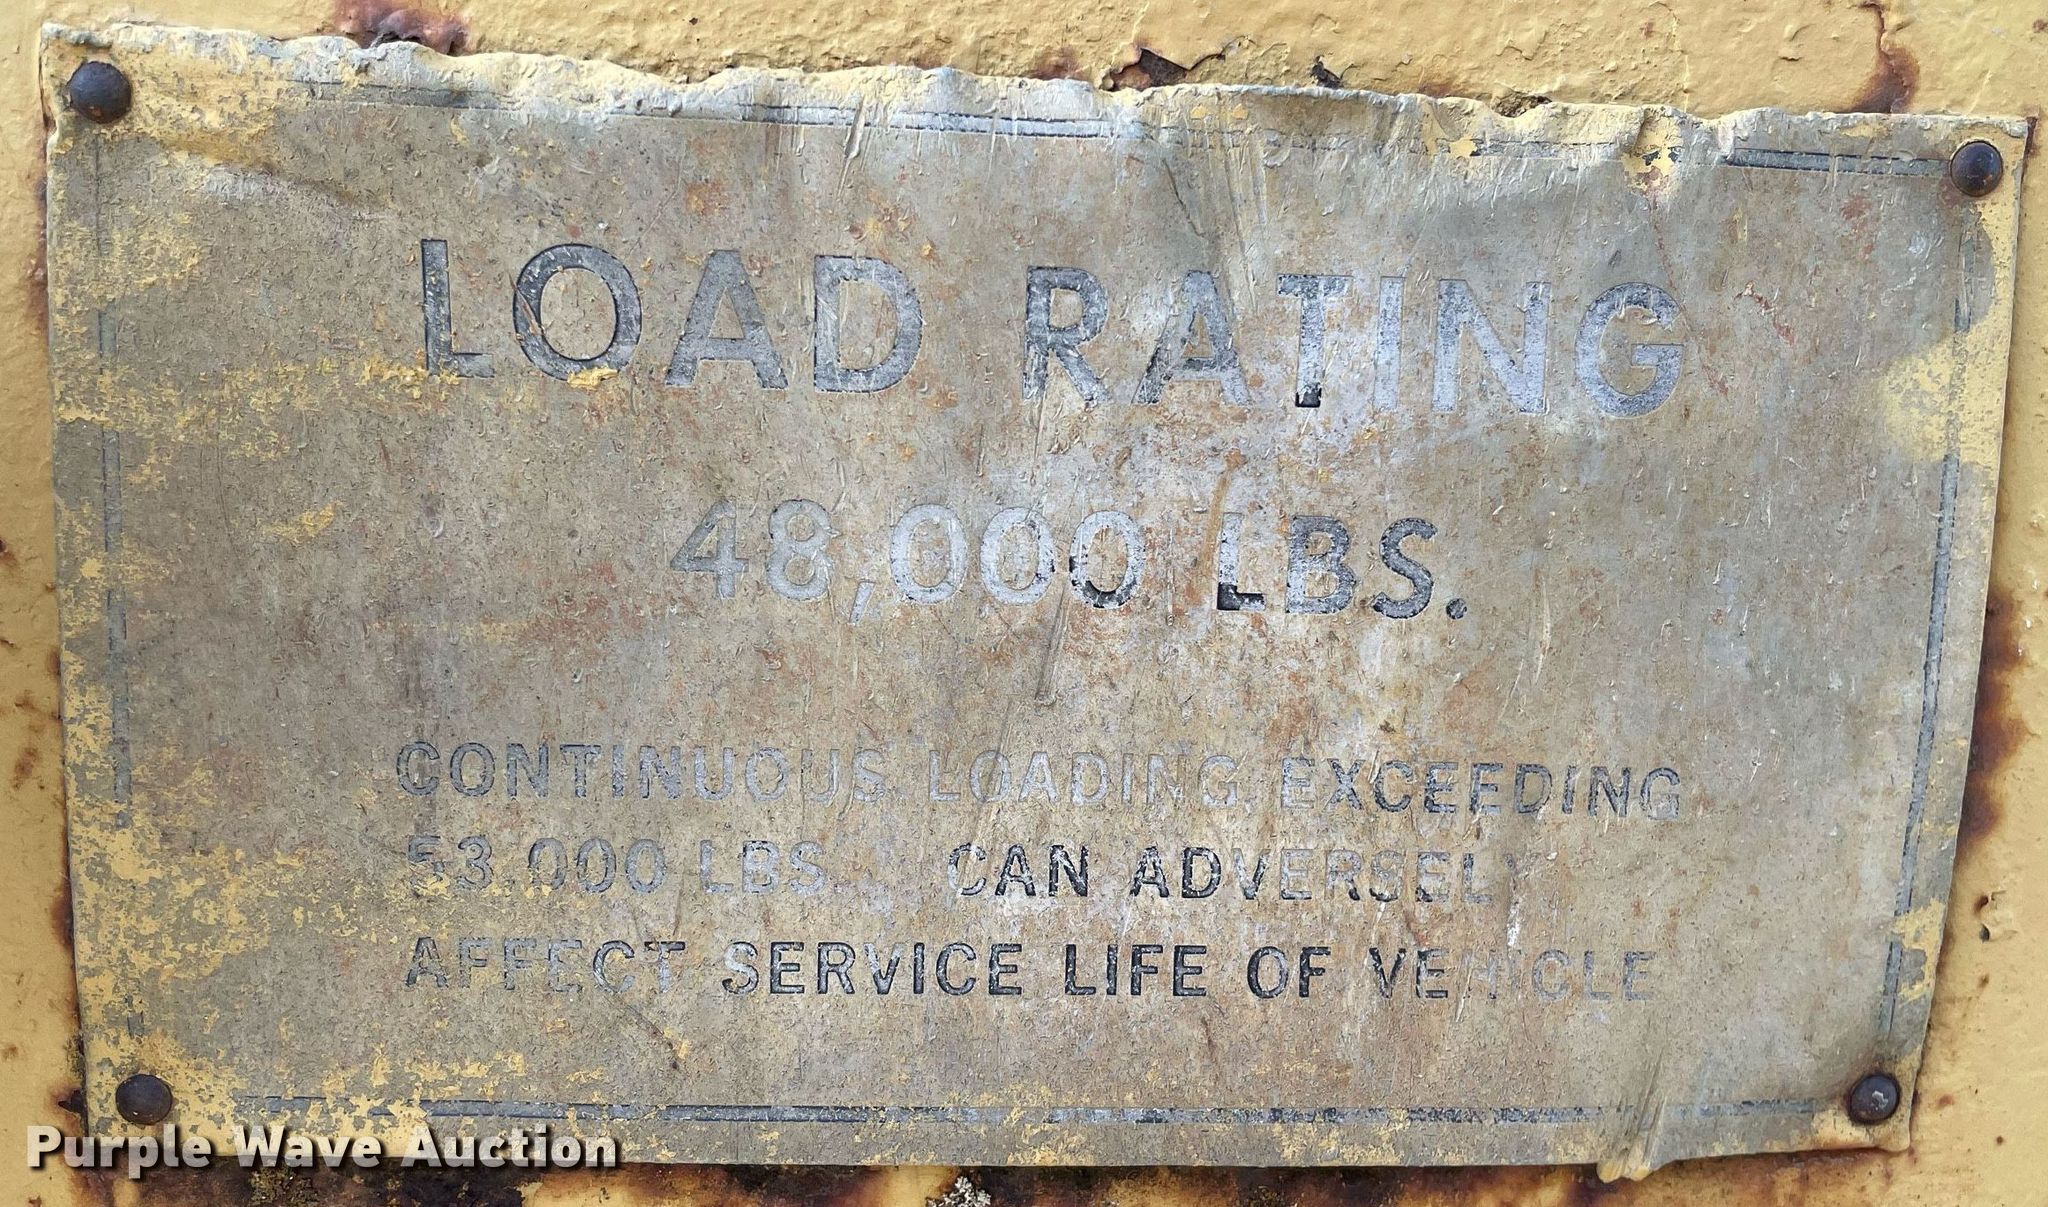 LOAD RATING
48,000 LBS.
CONTINUOUS LOADING EXCEEDING
53,000 LBS. CAN ADVERSELY
AFFECT SERVICE LIFE OF VEHICLE
Purple Wave Auction